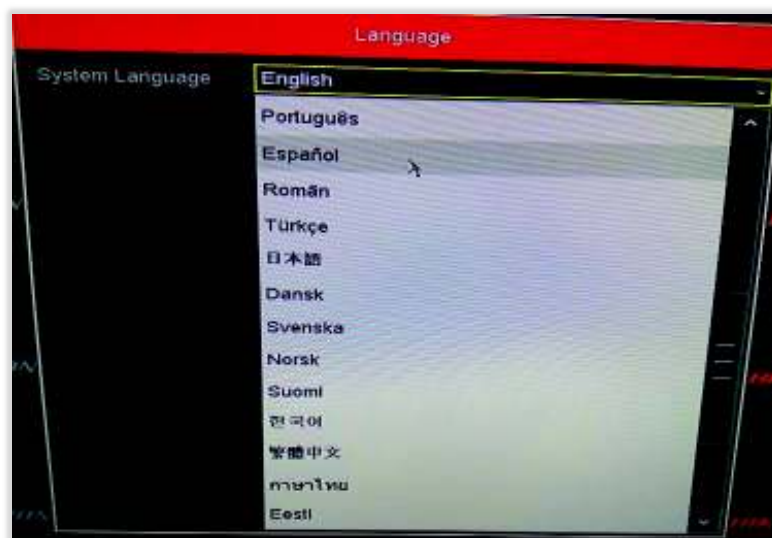 Language
System Language English
Português
Español
Român
Türkçe
日本語
Dansk
Svenska
Norsk
Suomi
한국어
繁體中文
ภาษาไทย
Eesti